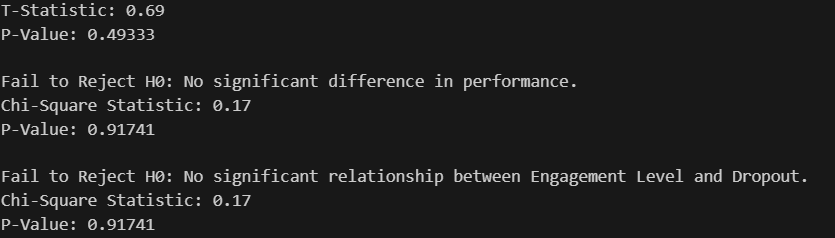 T-Statistic: 0.69
P-Value: 0.49333
Fail to Reject H0: No significant difference in performance.
Chi-Square Statistic: 0.17
P-Value: 0.91741
Fail to Reject H0: No significant relationship between Engagement Level and Dropout.
Chi-Square Statistic: 0.17
P-Value: 0.91741